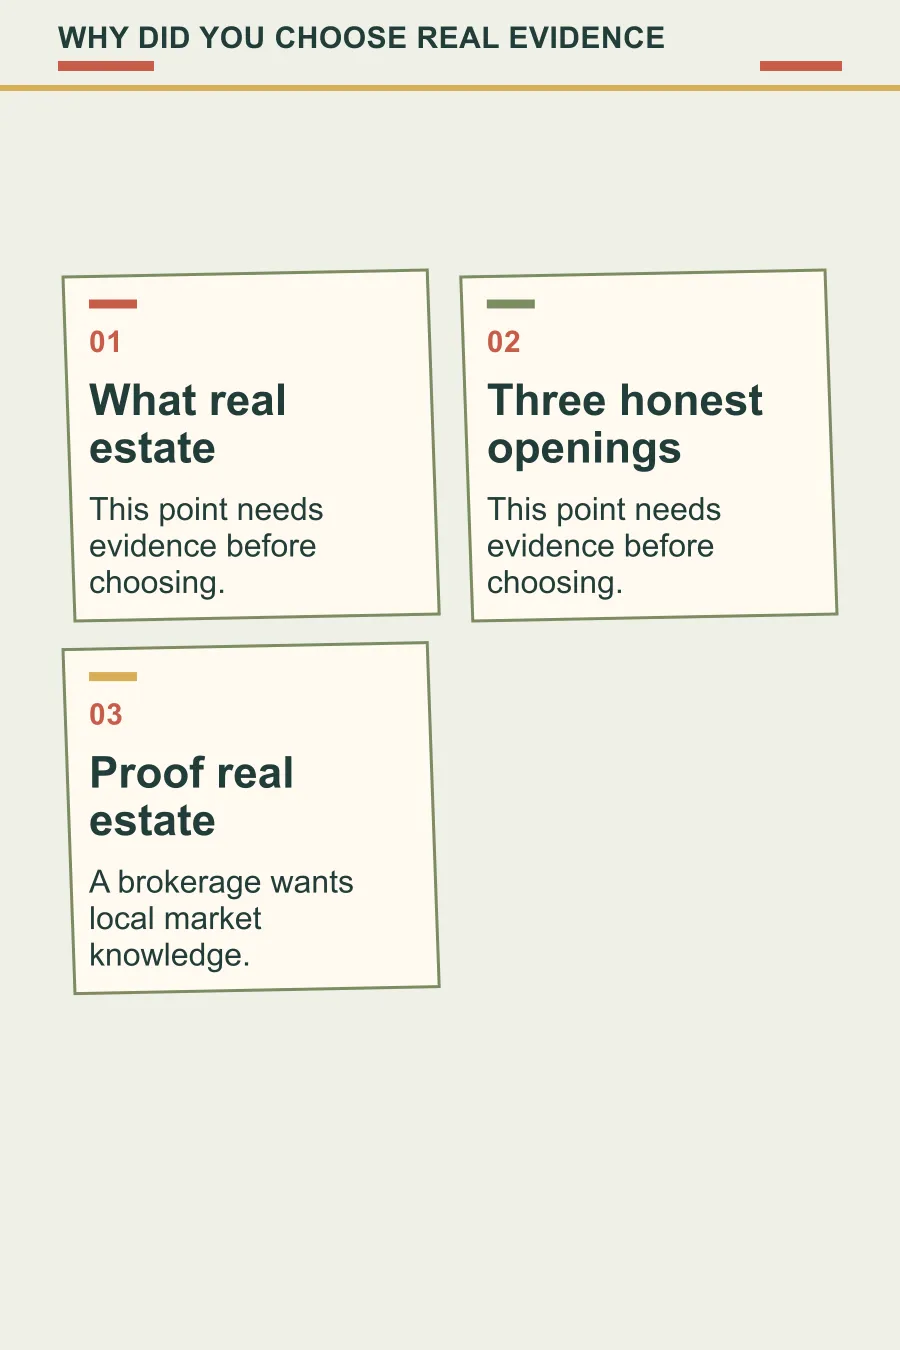 WHY DID YOU CHOOSE REAL EVIDENCE
01
What real
estate
This point needs
evidence before
choosing.
02
Three honest
openings
This point needs
evidence before
choosing.
03
Proof real
estate
A brokerage wants
local market
knowledge.